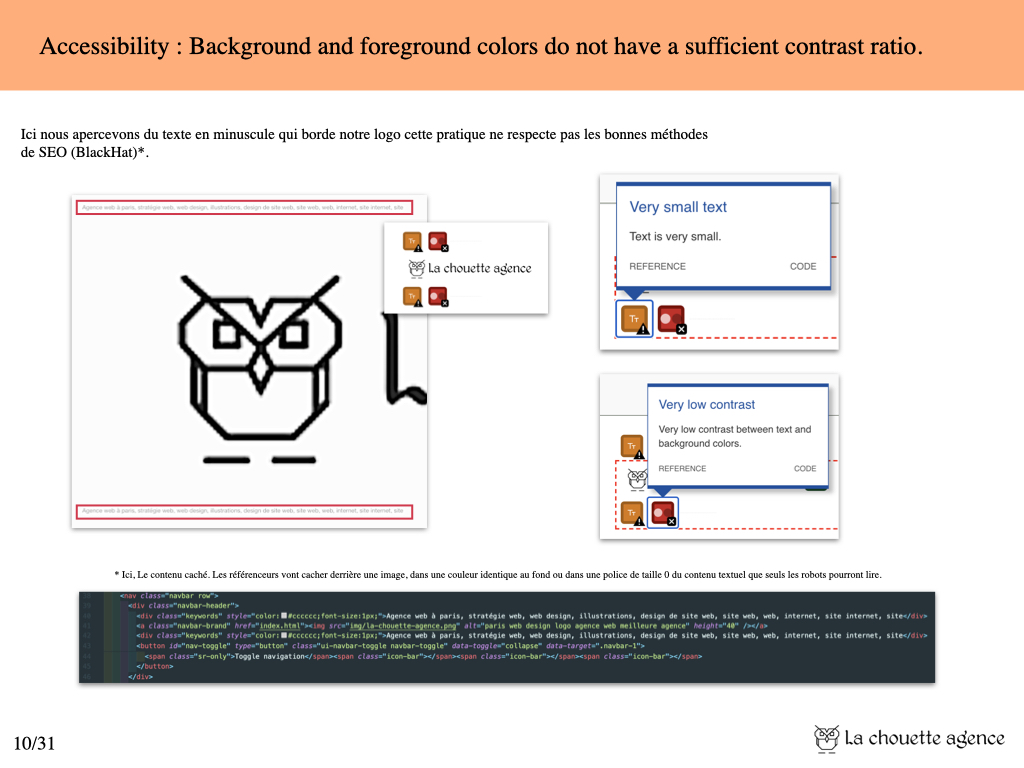 Accessibility : Background and foreground colors do not have a sufficient contrast ratio.
Ici nous apercevons du texte en minuscule qui borde notre logo cette pratique ne respecte pas les bonnes méthodes
de SEO (BlackHat)*.
Agence web à paris, stratégie web, web design, illustrations, design de site web, site web, web, internet, site internet, site
La chouette agence
Very small text
Text is very small.
REFERENCE CODE
Very low contrast
Very low contrast between text and
background colors.
REFERENCE CODE
Agence web à paris, stratégie web, web design, illustrations, design de site web, site web, web, internet, site internet, site
* Ici, Le contenu caché. Les référenceurs vont cacher derrière une image, dans une couleur identique au fond ou dans une police de taille 0 du contenu textuel que seuls les robots pourront lire.
<nav class="navbar row">
<div class="navbar-header">
<div class="keywords" style="color:#cccccc;font-size:1px;">Agence web à paris, stratégie web, web design, illustrations, design de site web, site web, web, internet, site internet, site</div>
<a class="navbar-brand" href="index.html"><img src="img/la-chouette-agence.png" alt="paris web design logo agence web meilleure agence" height="40" /></a>
<div class="keywords" style="color:#cccccc;font-size:1px;">Agence web à paris, stratégie web, web design, illustrations, design de site web, site web, web, internet, site internet, site</div>
<button id="nav-toggle" type="button" class="ui-navbar-toggle navbar-toggle" data-toggle="collapse" data-target=".navbar-1">
<span class="sr-only">Toggle navigation</span><span class="icon-bar"></span><span class="icon-bar"></span><span class="icon-bar"></span>
</button>
</div>
10/31
La chouette agence